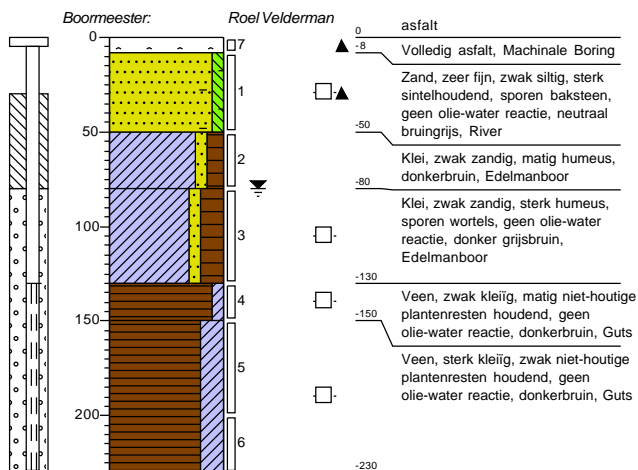 Boormeester: Roel Velderman
0
50
100
150
200
7
1
2
3
4
5
6
0 asfalt
-8 Volledig asfalt, Machinale Boring
Zand, zeer fijn, zwak siltig, sterk
sintelhoudend, sporen baksteen,
geen olie-water reactie, neutraal
bruingrijs, River
-50
Klei, zwak zandig, matig humeus,
donkerbruin, Edelmanboor
-80
Klei, zwak zandig, sterk humeus,
sporen wortels, geen olie-water
reactie, donker grijsbruin,
Edelmanboor
-130
Veen, zwak kleiïg, matig niet-houtige
plantenresten houdend, geen
olie-water reactie, donkerbruin, Guts
-150
Veen, sterk kleiïg, zwak niet-houtige
plantenresten houdend, geen
olie-water reactie, donkerbruin, Guts
-230